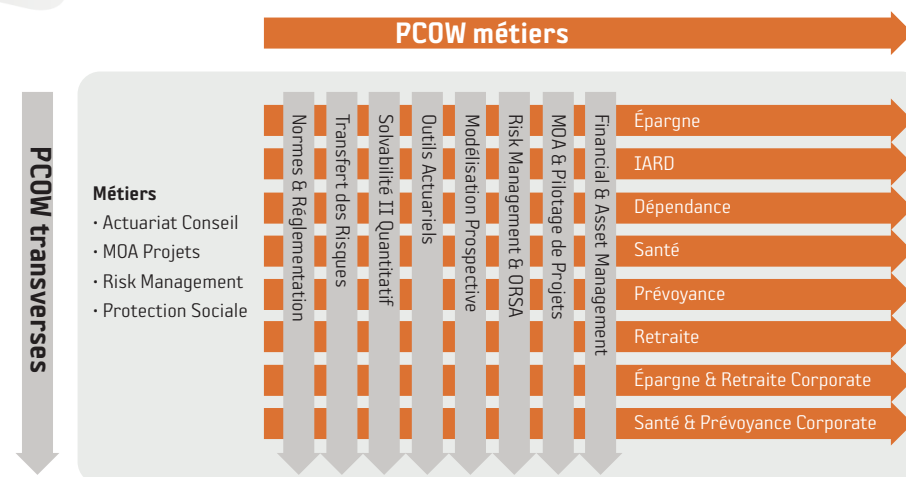 PCOW métiers
PCOW transverses
Métiers
· Actuariat Conseil
· MOA Projets
· Risk Management
· Protection Sociale
Normes & Réglementation
Transfert des Risques
Solvabilité II Quantitatif
Outils Actuariels
Modélisation Prospective
Risk Management & ORSA
MOA & Pilotage de Projets
Financial & Asset Management
Épargne
IARD
Dépendance
Santé
Prévoyance
Retraite
Épargne & Retraite Corporate
Santé & Prévoyance Corporate